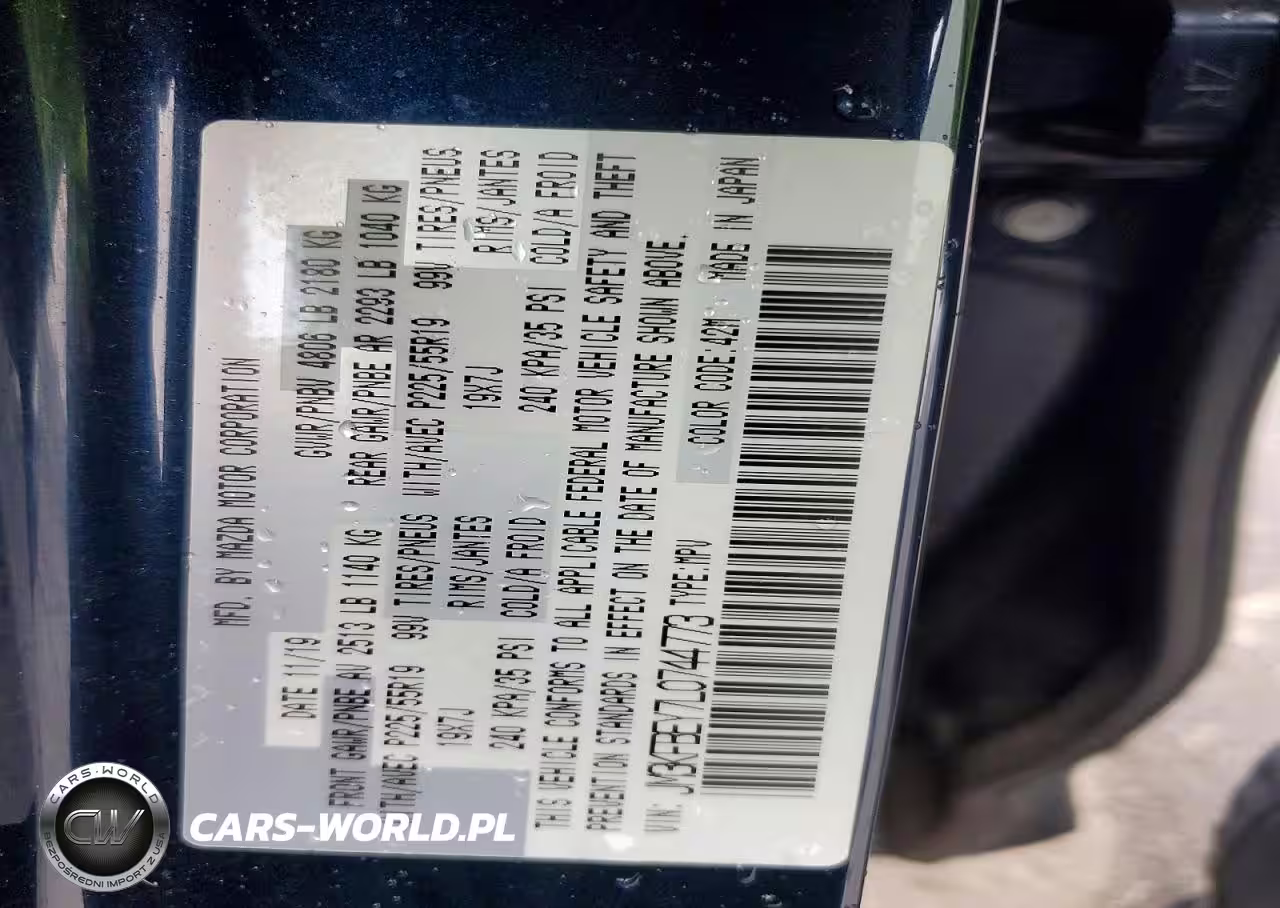 MFD. BY MAZDA MOTOR CORPORATION
DATE 11/19 GVWR/PNBV 4806 LB 2180 KG
FRONT GAWR/PNBE AV 2513 LB 1140 KG REAR GAWR/PNBE AR 2293 LB 1040 KG
WITH/AVEC P225/55R19 99V TIRES/PNEUS WITH/AVEC P225/55R19 99V TIRES/PNEUS
19X7J RIMS/JANTES 19X7J RIMS/JANTES
240 KPA/35 PSI COLD/A FROID 240 KPA/35 PSI COLD/A FROID
THIS VEHICLE CONFORMS TO ALL APPLICABLE FEDERAL MOTOR VEHICLE SAFETY AND THEFT
PREVENTION STANDARDS IN EFFECT ON THE DATE OF MANUFACTURE SHOWN ABOVE.
VIN: JM3KFBEY7L0744773 TYPE:MPV COLOR CODE:42M MADE IN JAPAN
CARS-WORLD
CW
BEZPOŚREDNI IMPORT Z USA
CARS-WORLD.PL